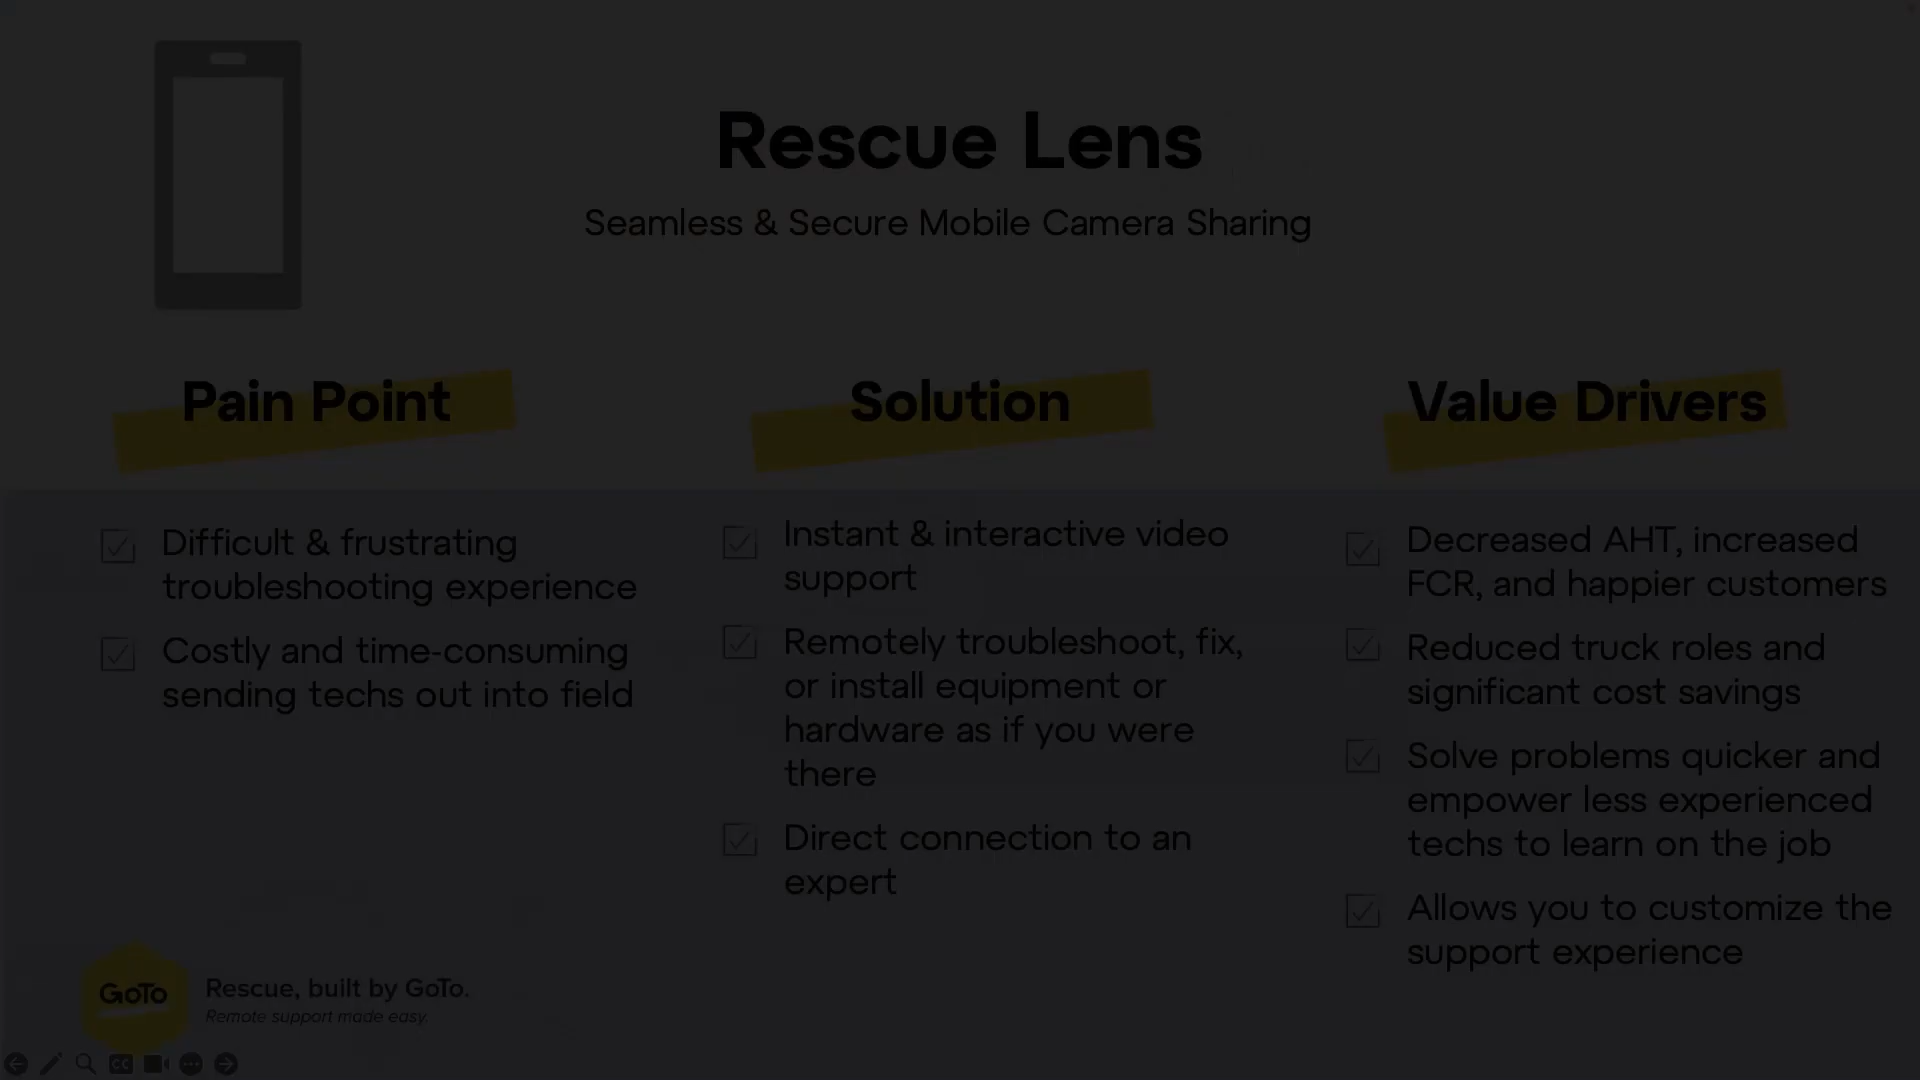 Rescue Lens
Seamless & Secure Mobile Camera Sharing
Pain Point
Difficult & frustrating
troubleshooting experience
Costly and time-consuming
sending techs out into field
Solution
Instant & interactive video
support
Remotely troubleshoot, fix,
or install equipment or
hardware as if you were
there
Direct connection to an
expert
Value Drivers
Decreased AHT, increased
FCR, and happier customers
Reduced truck roles and
significant cost savings
Solve problems quicker and
empower less experienced
techs to learn on the job
Allows you to customize the
support experience
GoTo
Rescue, built by GoTo.
Remote support made easy.
CC